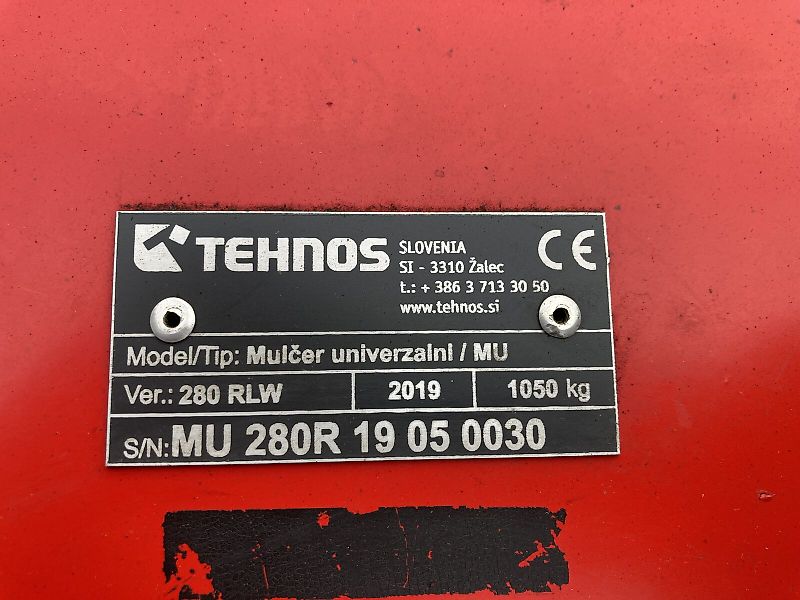 TEHNOS
SLOVENIA
SI - 3310 Žalec
t.: + 386 3 713 30 50
www.tehnos.si
CE
Model/Tip: Mulčer univerzalni / MU
Ver.: 280 RLW 2019 1050 kg
S/N: MU 280R 19 05 0030